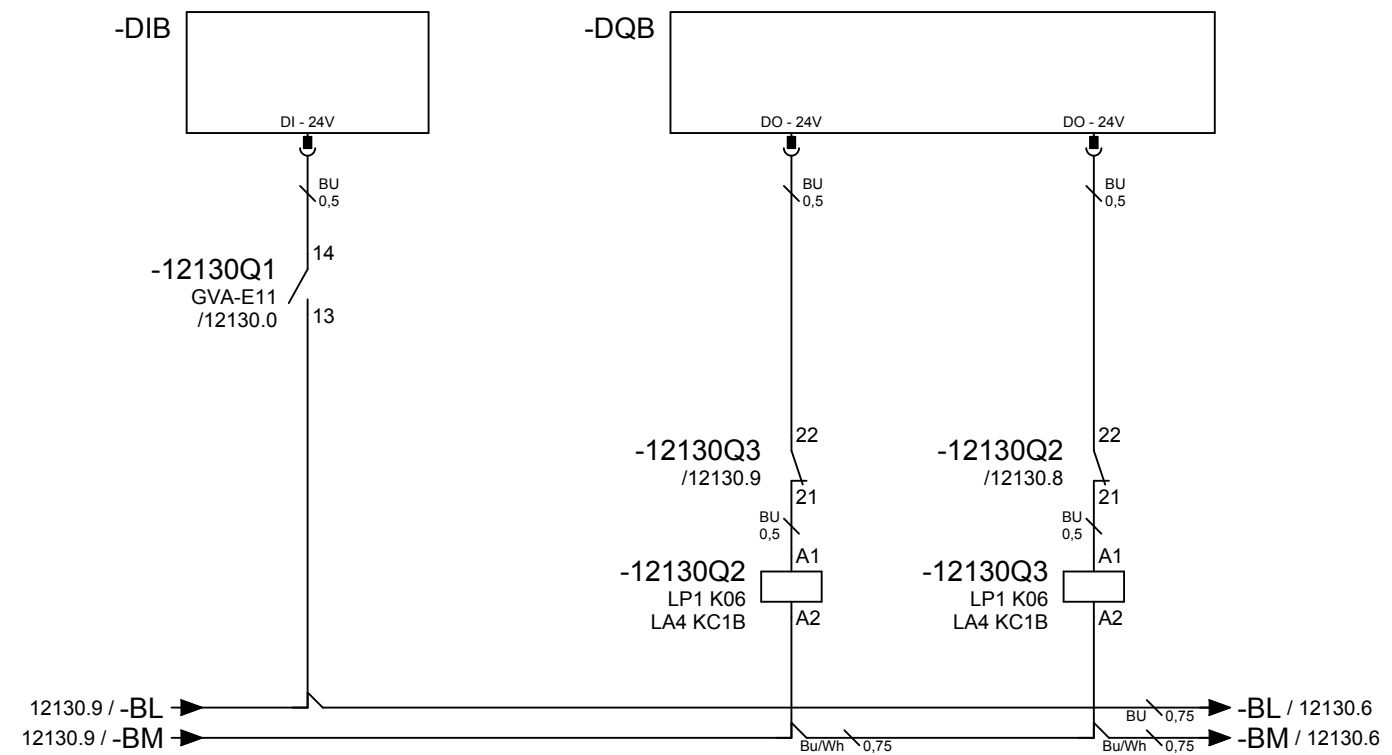 -DIB
-DQB
DI - 24V
DO - 24V
DO - 24V
BU
0,5
BU
0,5
BU
0,5
-12130Q1
GVA-E11
/12130.0
14
13
-12130Q3
/12130.9
22
21
-12130Q2
/12130.8
22
21
BU
0,5
BU
0,5
-12130Q2
LP1 K06
LA4 KC1B
A1
A2
-12130Q3
LP1 K06
LA4 KC1B
A1
A2
12130.9 / -BL
BU 0,75
-BL / 12130.6
12130.9 / -BM
Bu/Wh 0,75
Bu/Wh 0,75
-BM / 12130.6